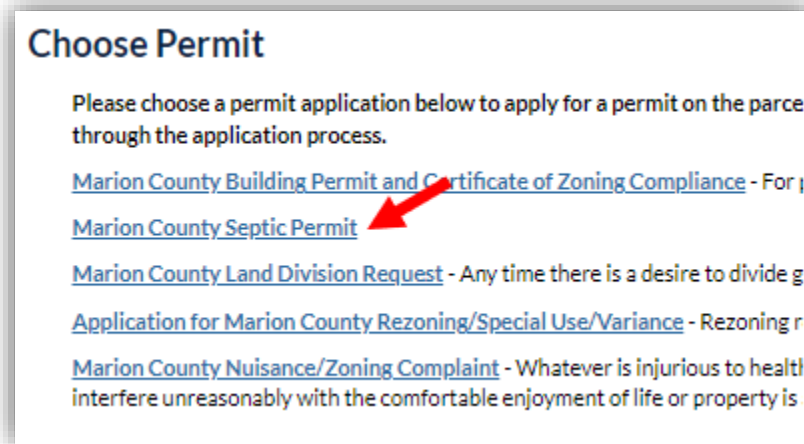 Choose Permit
Please choose a permit application below to apply for a permit on the parce
through the application process.
Marion County Building Permit and Certificate of Zoning Compliance - For
Marion County Septic Permit
Marion County Land Division Request - Any time there is a desire to divide
Application for Marion County Rezoning/Special Use/Variance - Rezoning
Marion County Nuisance/Zoning Complaint - Whatever is injurious to healt
interfere unreasonably with the comfortable enjoyment of life or property is